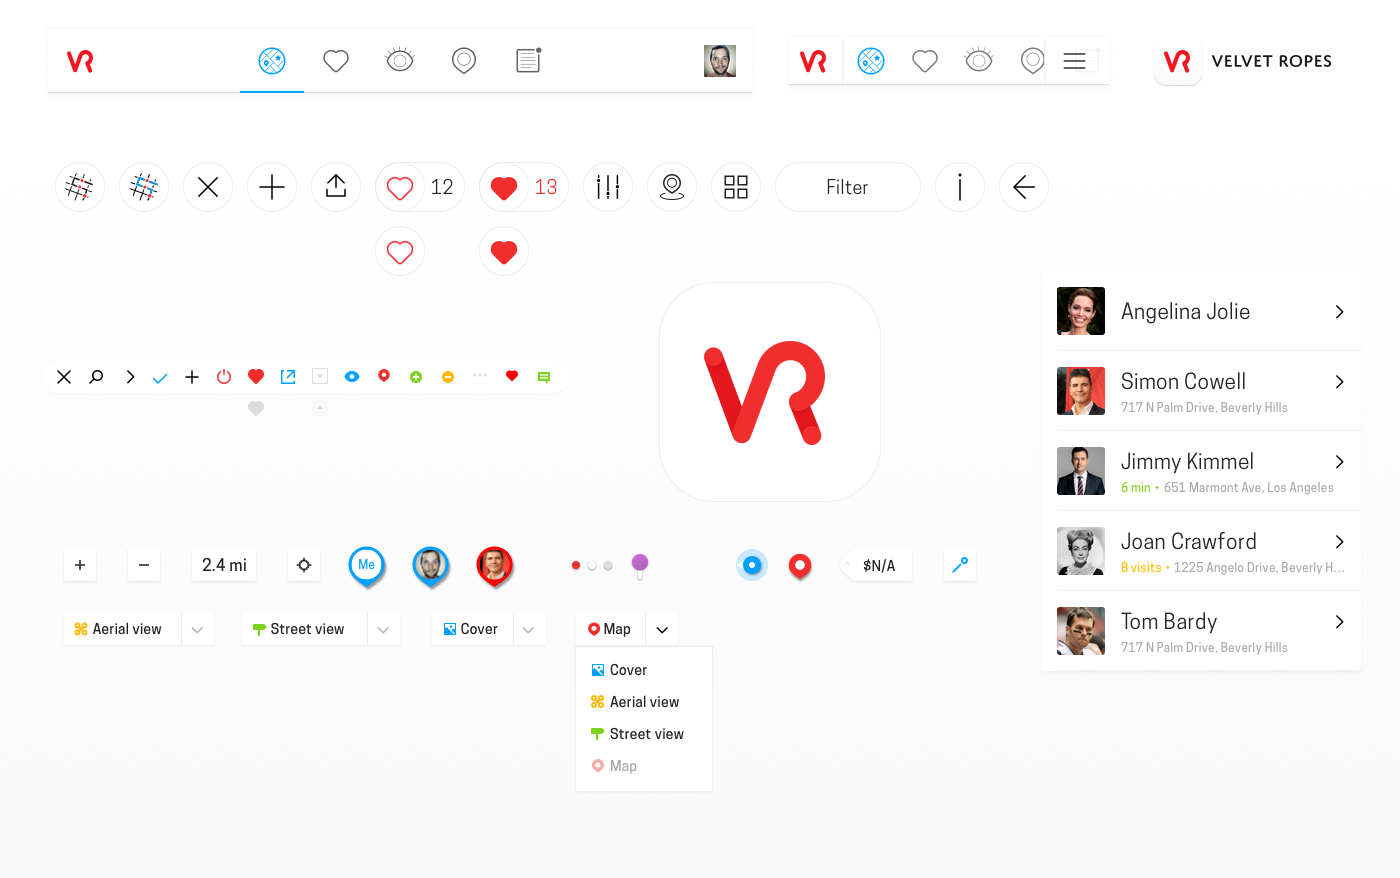 VR
VR
VR VELVET ROPES
12
13
Filter
VR
Angelina Jolie
Simon Cowell
717 N Palm Drive, Beverly Hills
Jimmy Kimmel
6 min • 651 Marmont Ave, Los Angeles
Joan Crawford
8 visits • 1225 Angelo Drive, Beverly H...
Tom Bardy
717 N Palm Drive, Beverly Hills
2.4 mi
Me
$N/A
Aerial view
Street view
Cover
Map
Cover
Aerial view
Street view
Map